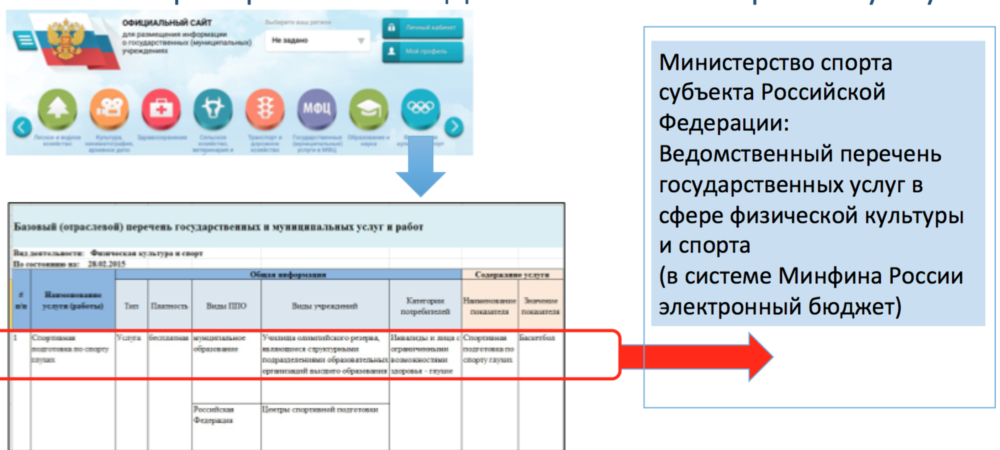 ОФИЦИАЛЬНЫЙ САЙТ
для размещения информации
о государственных (муниципальных)
учреждениях
Выберите ваш регион
Не задано
Личный кабинет
Мой профиль
МФЦ
Лесное и водное
хозяйство
Культура,
кинематография,
архивное дело
Здравоохранение
Сельское
хозяйство,
ветеринария и
Транспорт и
дорожное
хозяйство
Государственные
(муниципальные)
услуги в МФЦ
Образование и
наука
Базовый (отраслевой) перечень государственных и муниципальных услуг и работ
Вид деятельности: Физическая культура и спорт
По состоянию на: 28.02.2015
Общая информация
Содержание услуги
#
п/п
Наименование
услуги (работы)
Тип
Платность
Виды ППО
Виды учреждений
Категории
потребителей
Наименование
показателя
Значение
показателя
1
Спортивная
подготовка по спорту
глухих
Услуга
бесплатная
муниципальное
образование
Училища олимпийского резерва,
являющиеся структурными
подразделениями образовательных
организаций высшего образования
Инвалиды и лица с
ограниченными
возможностями
здоровья - глухие
Спортивная
подготовка по
спорту глухих
Баскетбол
Российская
Федерация
Центры спортивной подготовки
Министерство спорта
субъекта Российской
Федерации:
Ведомственный перечень
государственных услуг в
сфере физической культуры
и спорта
(в системе Минфина России
электронный бюджет)